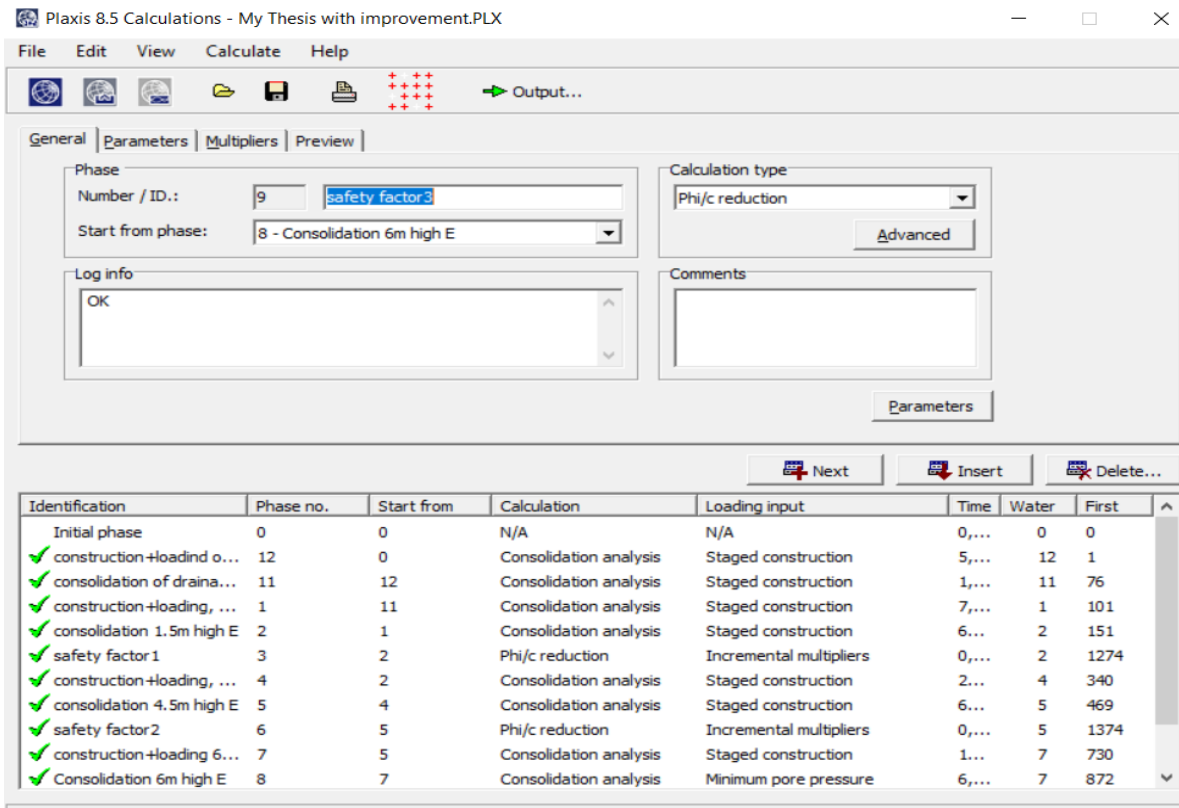 Plaxis 8.5 Calculations - My Thesis with improvement.PLX
File Edit View Calculate Help
Output...
General Parameters Multipliers Preview
Phase
Number / ID.: 9 safety factor3
Start from phase: 8 - Consolidation 6m high E
Calculation type
Phi/c reduction
Advanced
Log info
OK
Comments
Parameters
Next Insert Delete...
Identification Phase no. Start from Calculation Loading input Time Water First
Initial phase 0 0 N/A N/A 0,... 0 0
construction+loadind o... 12 0 Consolidation analysis Staged construction 5,... 12 1
consolidation of draina... 11 12 Consolidation analysis Staged construction 1,... 11 76
construction+loading, ... 1 11 Consolidation analysis Staged construction 7,... 1 101
consolidation 1.5m high E 2 1 Consolidation analysis Staged construction 6... 2 151
safety factor1 3 2 Phi/c reduction Incremental multipliers 0,... 2 1274
construction+loading, ... 4 2 Consolidation analysis Staged construction 2... 4 340
consolidation 4.5m high E 5 4 Consolidation analysis Staged construction 6... 5 469
safety factor2 6 5 Phi/c reduction Incremental multipliers 0,... 5 1374
construction+loading 6... 7 5 Consolidation analysis Staged construction 1... 7 730
Consolidation 6m high E 8 7 Consolidation analysis Minimum pore pressure 6,... 7 872